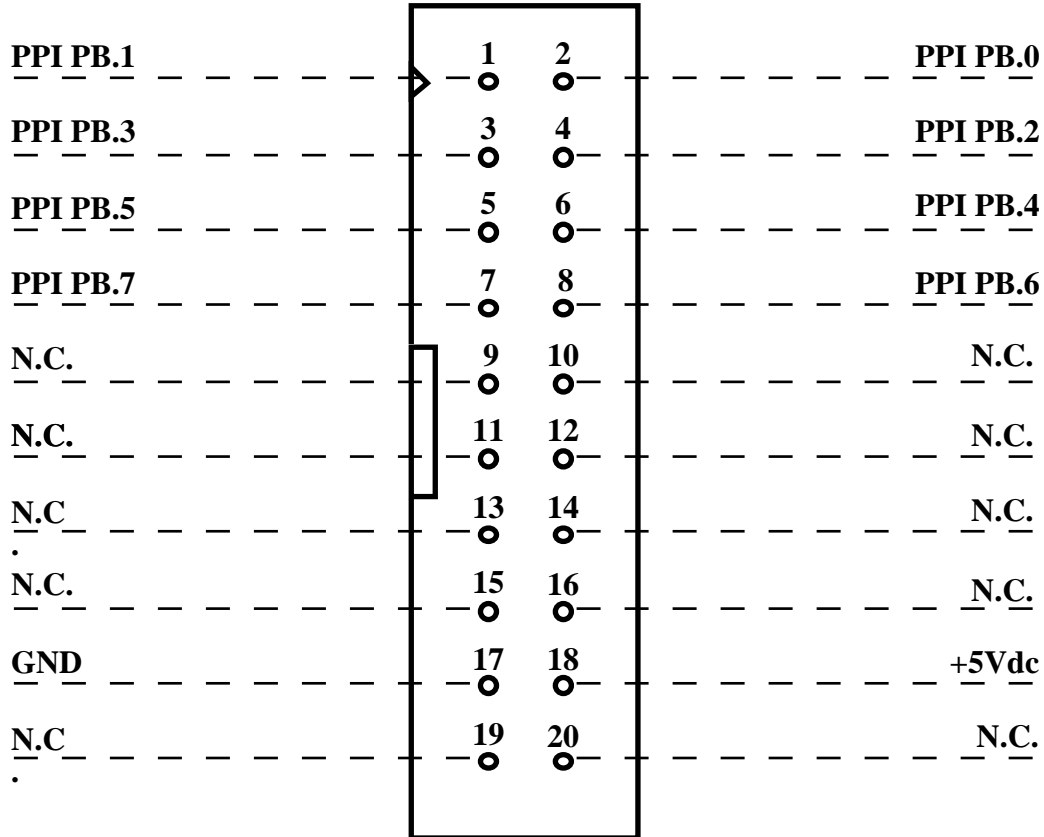 PPI PB.1 1 2 PPI PB.0
PPI PB.3 3 4 PPI PB.2
PPI PB.5 5 6 PPI PB.4
PPI PB.7 7 8 PPI PB.6
N.C. 9 10 N.C.
N.C. 11 12 N.C.
N.C 13 14 N.C.
.
N.C. 15 16 N.C.
GND 17 18 +5Vdc
N.C 19 20 N.C.
.